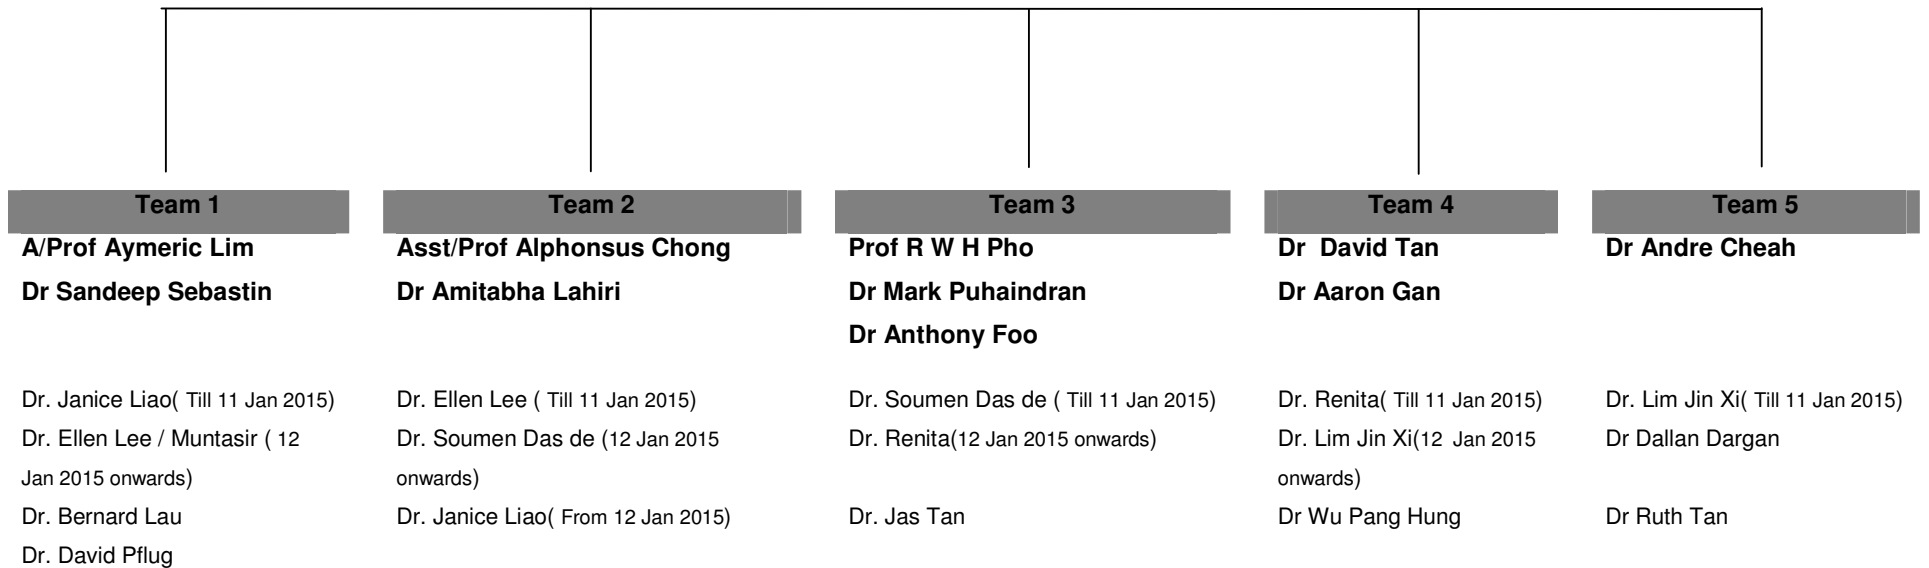 Team 1
A/Prof Aymeric Lim
Dr Sandeep Sebastin
Dr. Janice Liao( Till 11 Jan 2015)
Dr. Ellen Lee / Muntasir ( 12
Jan 2015 onwards)
Dr. Bernard Lau
Dr. David Pflug
Team 2
Asst/Prof Alphonsus Chong
Dr Amitabha Lahiri
Dr. Ellen Lee ( Till 11 Jan 2015)
Dr. Soumen Das de (12 Jan 2015
onwards)
Dr. Janice Liao( From 12 Jan 2015)
Team 3
Prof R W H Pho
Dr Mark Puhaindran
Dr Anthony Foo
Dr. Soumen Das de ( Till 11 Jan 2015)
Dr. Renita(12 Jan 2015 onwards)
Dr. Jas Tan
Team 4
Dr  David Tan
Dr Aaron Gan
Dr. Renita( Till 11 Jan 2015)
Dr. Lim Jin Xi(12  Jan 2015
onwards)
Dr Wu Pang Hung
Team 5
Dr Andre Cheah
Dr. Lim Jin Xi( Till 11 Jan 2015)
Dr Dallan Dargan
Dr Ruth Tan